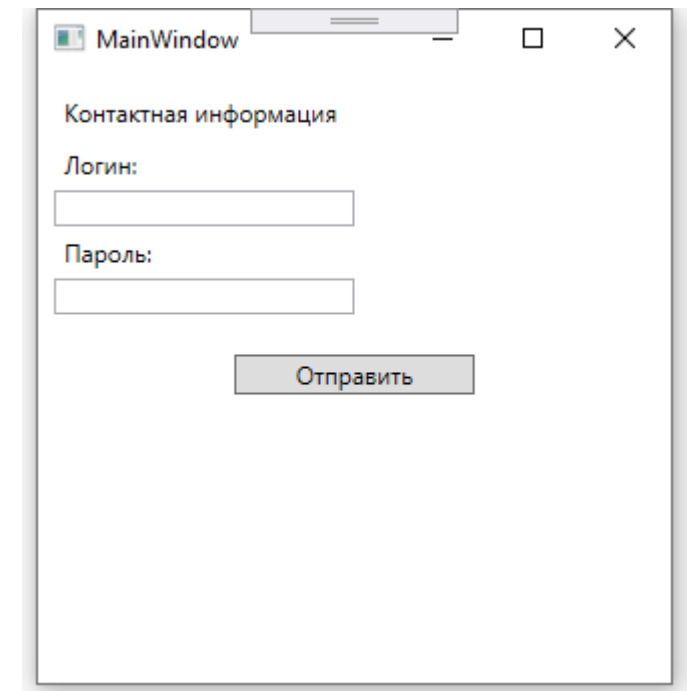 MainWindow
Контактная информация
Логин:
Пароль:
Отправить